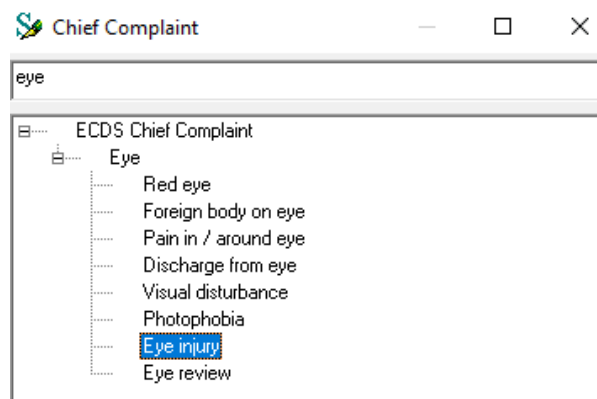 Chief Complaint
eye
ECDS Chief Complaint
Eye
Red eye
Foreign body on eye
Pain in / around eye
Discharge from eye
Visual disturbance
Photophobia
Eye injury
Eye review